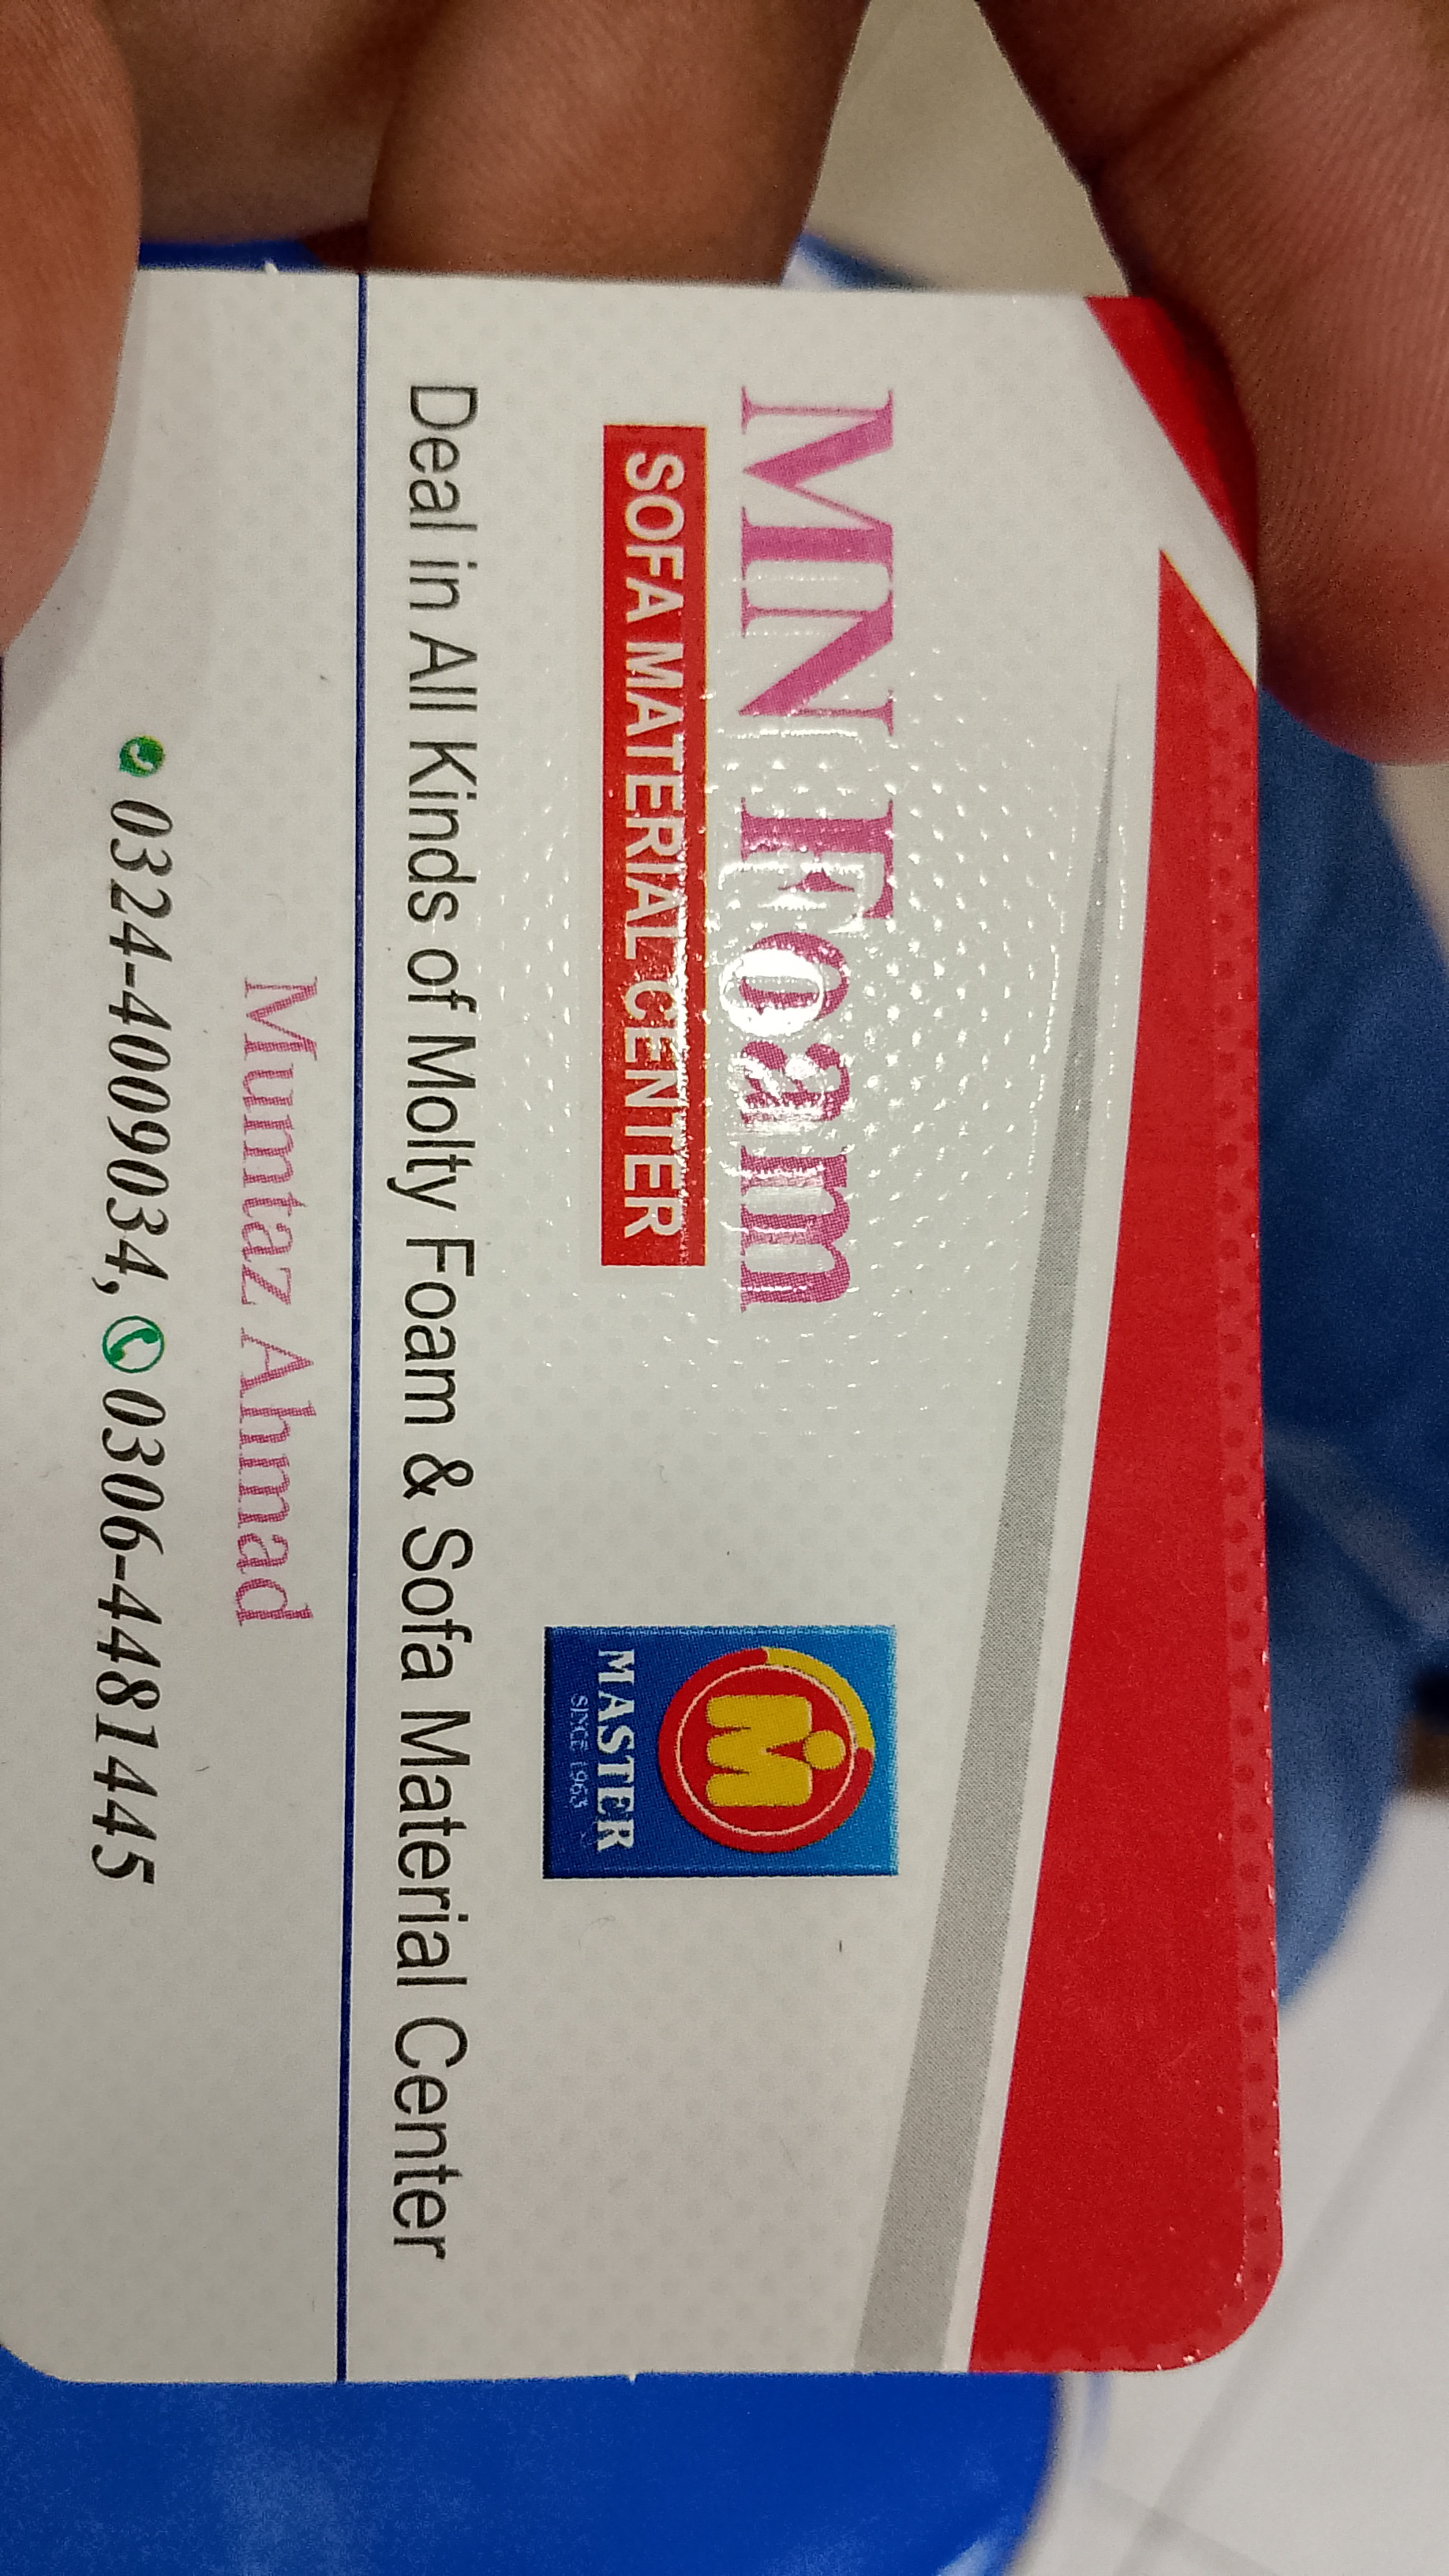 MN Foam
SOFA MATERIAL CENTER
M
MASTER
SINCE 1963
Deal in All Kinds of Molty Foam & Sofa Material Center
Mumtaz Ahmad
0324-4009034, 0306-4481445